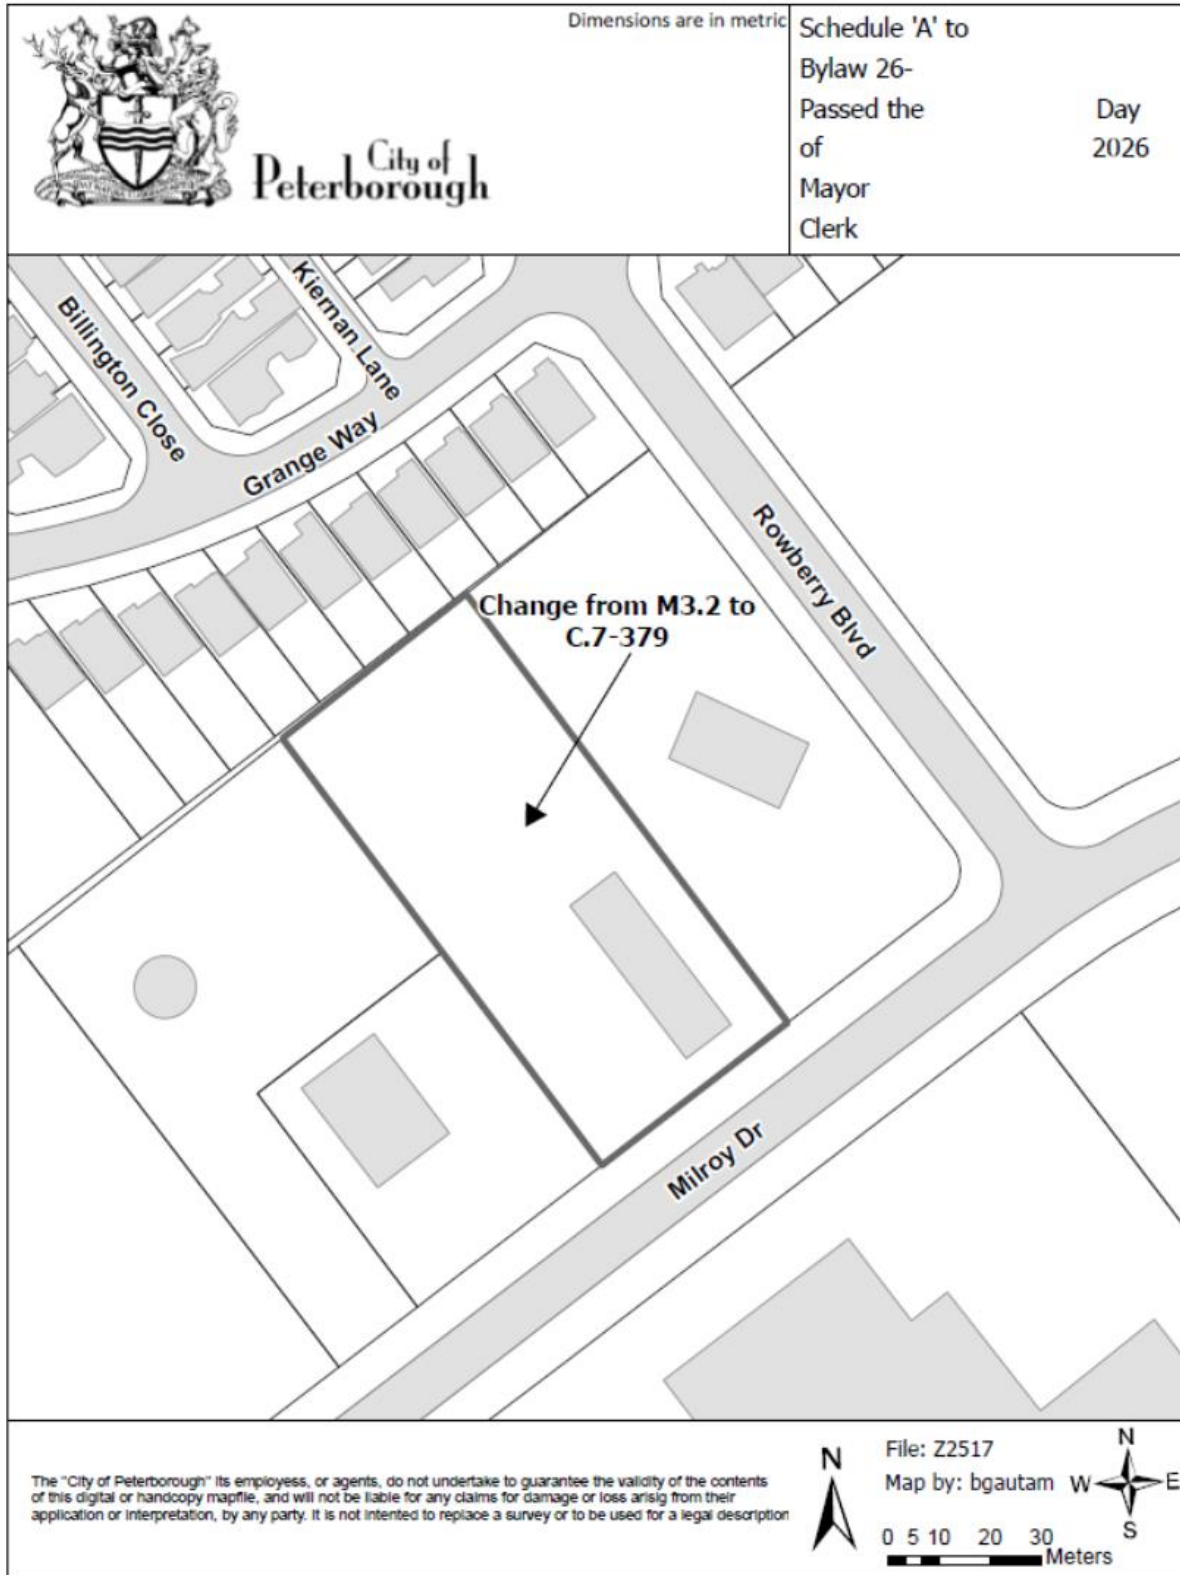 Dimensions are in metric
City of
Peterborough
Schedule 'A' to
Bylaw 26-
Passed the Day
of 2026
Mayor
Clerk
Billington Close
Kiernan Lane
Grange Way
Rowberry Blvd
Change from M3.2 to
C.7-379
Milroy Dr
The "City of Peterborough" its employess, or agents, do not undertake to guarantee the validity of the contents
of this digital or handcopy mapfile, and will not be liable for any claims for damage or loss arisig from their
application or interpretation, by any party. It is not intended to replace a survey or to be used for a legal description
N
File: Z2517
Map by: bgautam
N
W E
S
0 5 10 20 30
Meters